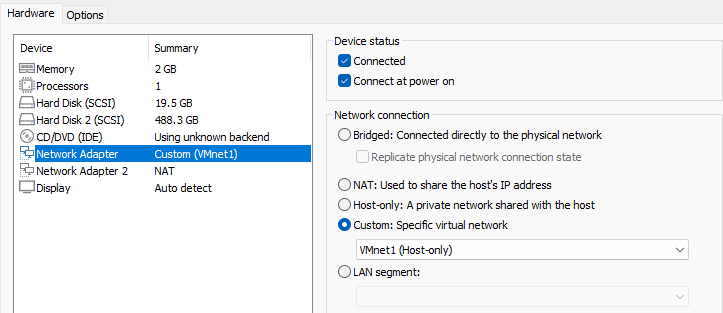 Hardware Options
Device Summary
Memory 2 GB
Processors 1
Hard Disk (SCSI) 19.5 GB
Hard Disk 2 (SCSI) 488.3 GB
CD/DVD (IDE) Using unknown backend
Network Adapter Custom (VMnet1)
Network Adapter 2 NAT
Display Auto detect
Device status
Connected
Connect at power on
Network connection
Bridged: Connected directly to the physical network
Replicate physical network connection state
NAT: Used to share the host's IP address
Host-only: A private network shared with the host
Custom: Specific virtual network
VMnet1 (Host-only)
LAN segment: